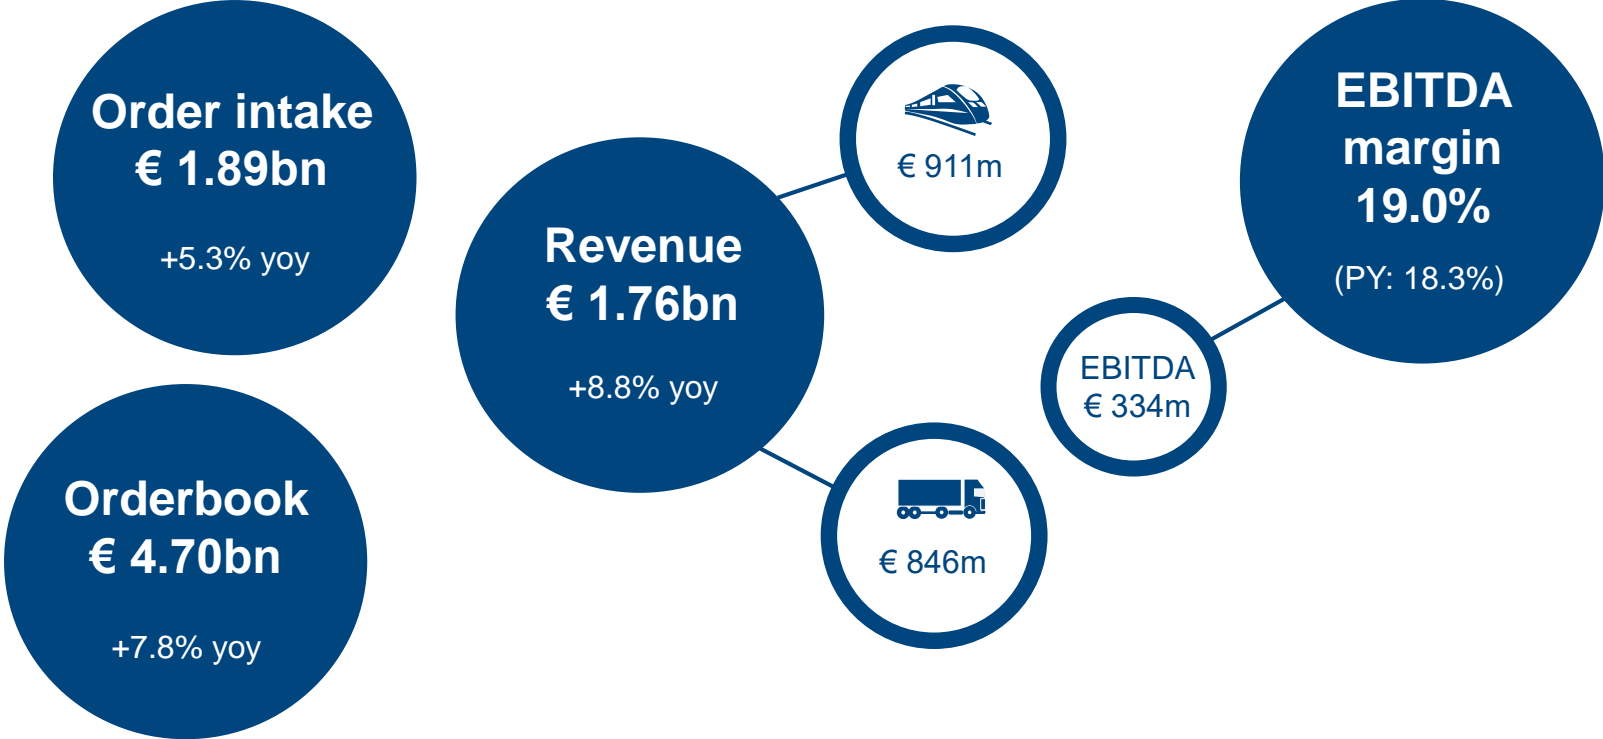 Order intake
€ 1.89bn
+5.3% yoy
Orderbook
€ 4.70bn
+7.8% yoy
Revenue
€ 1.76bn
+8.8% yoy
€ 911m
€ 846m
EBITDA
€ 334m
EBITDA
margin
19.0%
(PY: 18.3%)